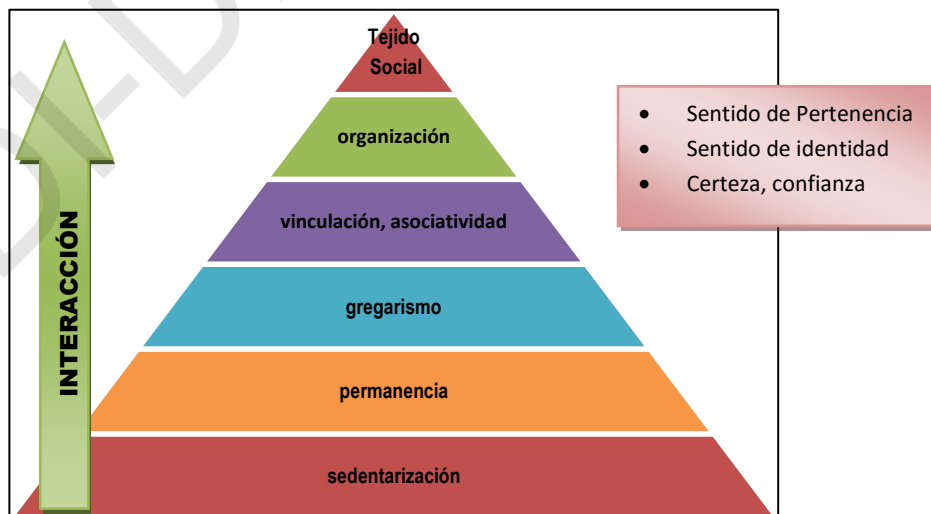 Tejido
Social
organización
vinculación, asociatividad
gregarismo
permanencia
sedentarización
INTERACCIÓN
• Sentido de Pertenencia
• Sentido de identidad
• Certeza, confianza